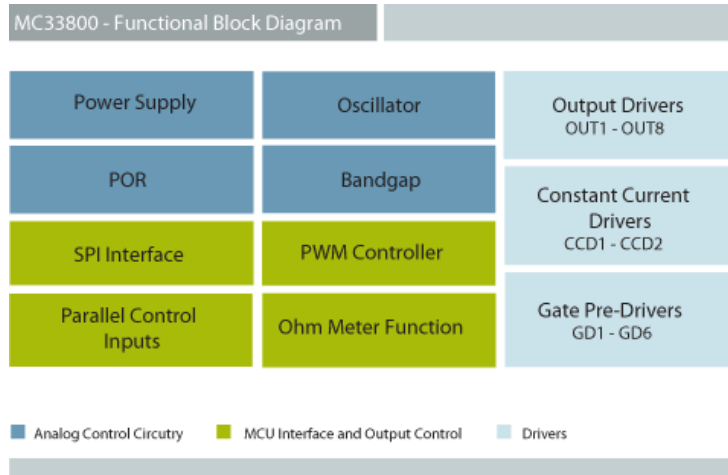 MC33800 - Functional Block Diagram
Power Supply
Oscillator
Output Drivers
OUT1 - OUT8
POR
Bandgap
Constant Current
Drivers
CCD1 - CCD2
SPI Interface
PWM Controller
Parallel Control
Inputs
Ohm Meter Function
Gate Pre-Drivers
GD1 - GD6
Analog Control Circutry
MCU Interface and Output Control
Drivers